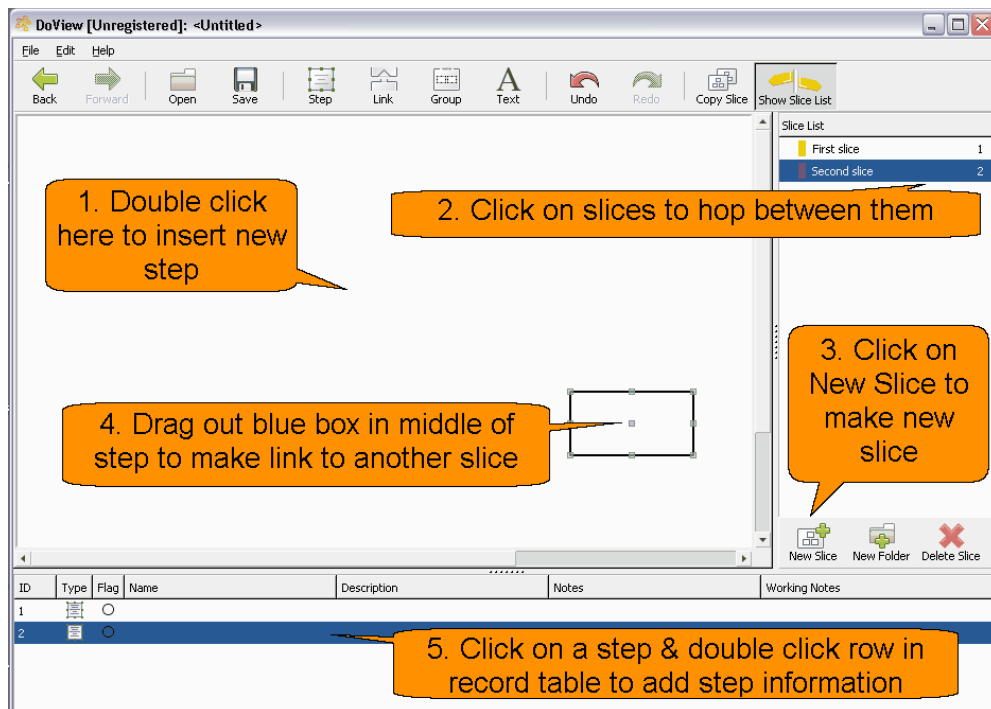 DoView [Unregistered]: <Untitled>
File Edit Help
Back Forward Open Save Step Link Group Text Undo Redo Copy Slice Show Slice List
Slice List
First slice 1
Second slice 2
1. Double click
here to insert new
step
2. Click on slices to hop between them
3. Click on
New Slice to
make new
slice
4. Drag out blue box in middle of
step to make link to another slice
New Slice New Folder Delete Slice
ID Type Flag Name Description Notes Working Notes
1
2
5. Click on a step & double click row in
record table to add step information